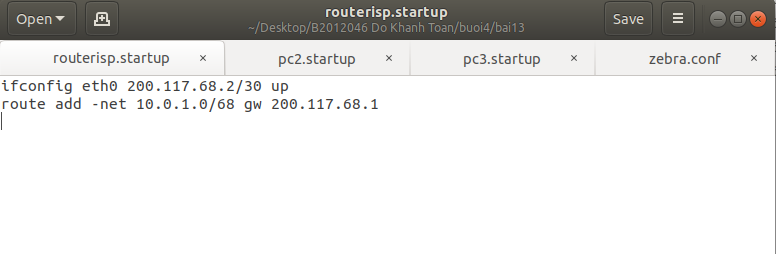 Open
routerisp.startup
~/Desktop/B2012046 Do Khanh Toan/buoi4/bai13
Save
routerisp.startup × pc2.startup × pc3.startup × zebra.conf ×
ifconfig eth0 200.117.68.2/30 up
route add -net 10.0.1.0/68 gw 200.117.68.1